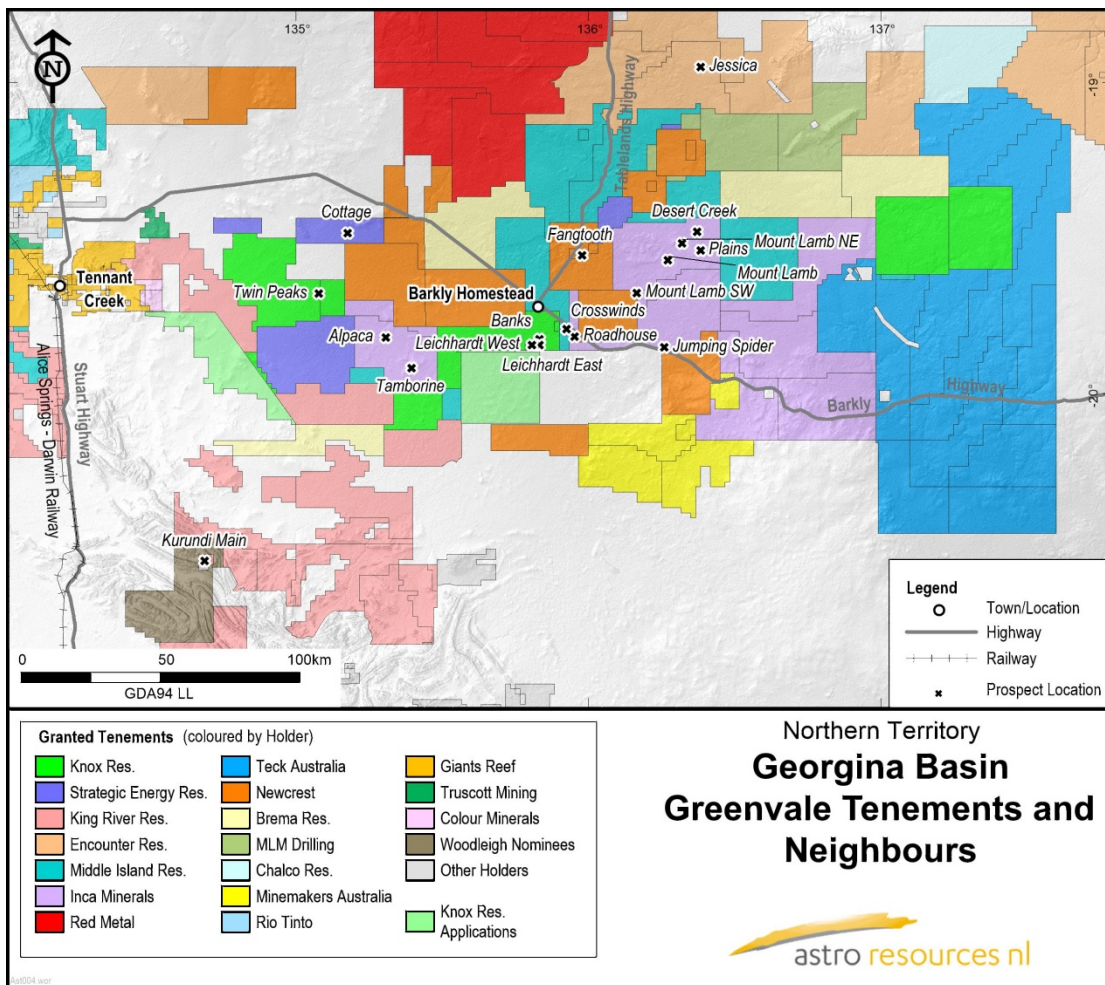 N
135°
136°
137°
-19°
Tablelands Highway
Jessica
Cottage
Desert Creek
Fangtooth
Mount Lamb NE
Plains
Tennant
Creek
Twin Peaks
Mount Lamb
Barkly Homestead
Mount Lamb SW
Banks
Crosswinds
Alpaca
Leichhardt West
Roadhouse
Leichhardt East
Jumping Spider
Tamborine
Barkly
Highway
-20°
Alice Springs - Darwin Railway
Stuart Highway
Kurundi Main
0 50 100km
GDA94 LL
Legend
Town/Location
Highway
Railway
Prospect Location
Granted Tenements (coloured by Holder)
Knox Res.
Strategic Energy Res.
King River Res.
Encounter Res.
Middle Island Res.
Inca Minerals
Red Metal
Teck Australia
Newcrest
Brema Res.
MLM Drilling
Chalco Res.
Minemakers Australia
Rio Tinto
Giants Reef
Truscott Mining
Colour Minerals
Woodleigh Nominees
Other Holders
Knox Res.
Applications
Northern Territory
Georgina Basin
Greenvale Tenements and
Neighbours
astro resources nl
Ast004.wor